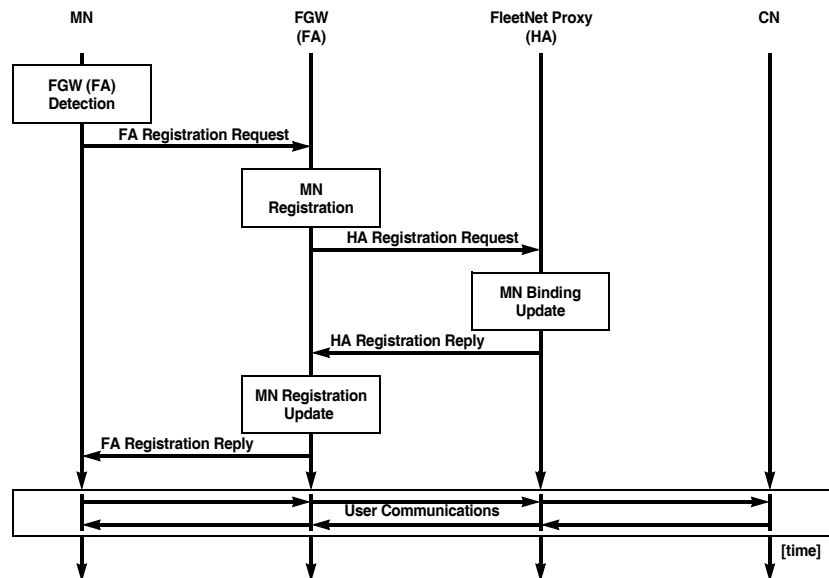 MN
FGW
(FA)
FleetNet Proxy
(HA)
CN
FGW (FA)
Detection
FA Registration Request
MN
Registration
HA Registration Request
MN Binding
Update
HA Registration Reply
MN Registration
Update
FA Registration Reply
User Communications
[time]